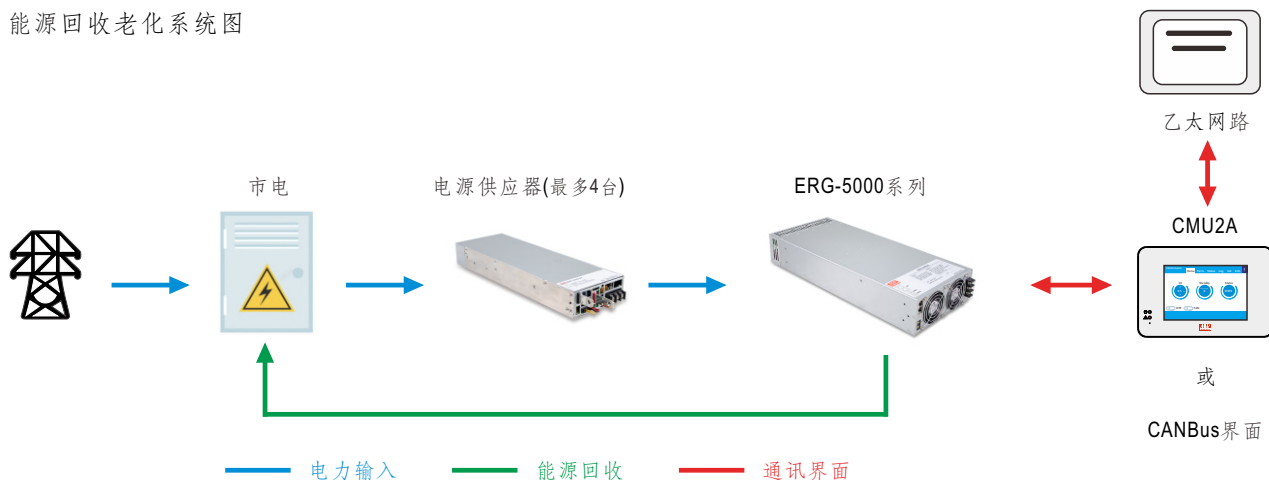 能源回收老化系统图
乙太网路
市电
电源供应器(最多4台)
ERG-5000系列
CMU2A
或
CANBus界面
电力输入
能源回收
通讯界面